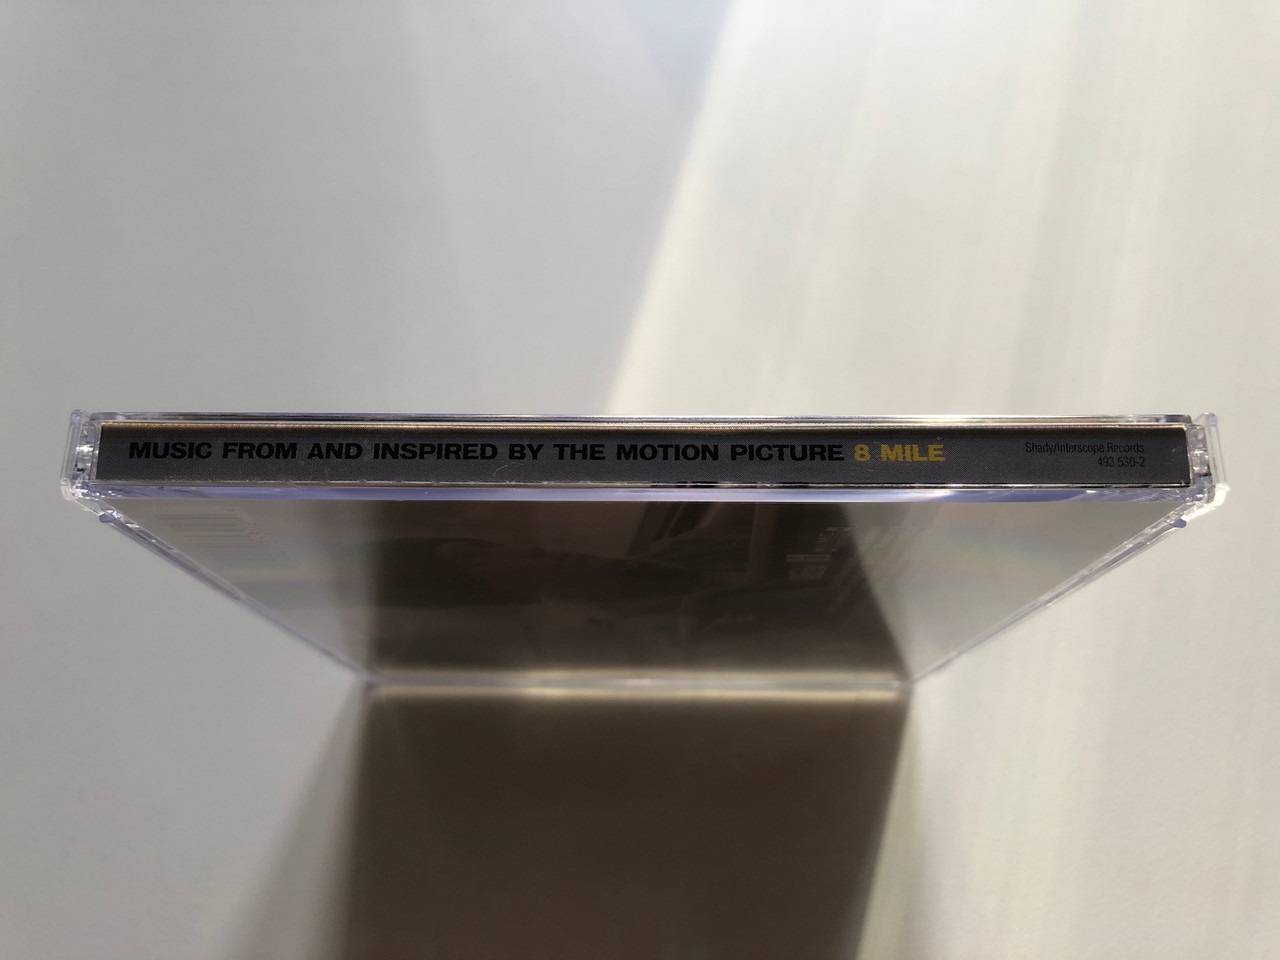 MUSIC FROM AND INSPIRED BY THE MOTION PICTURE 8 MILE
Shady/Interscope Records
493 530-2